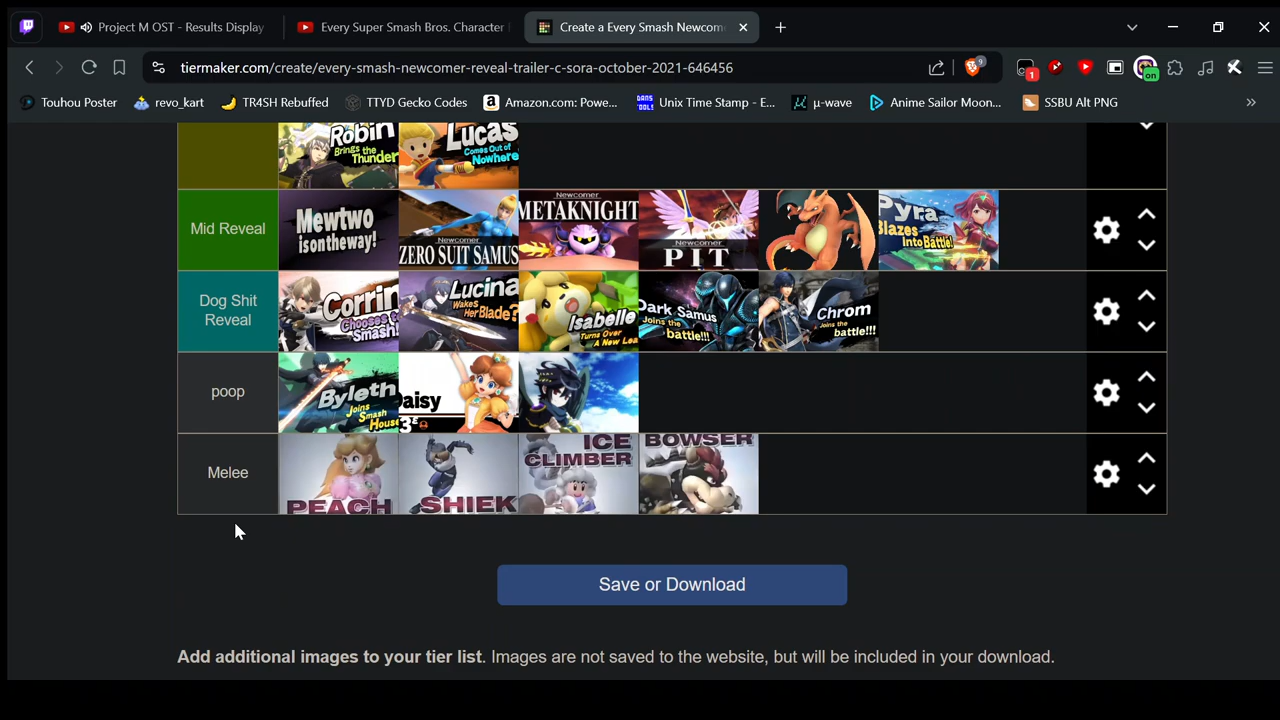 Project M OST - Results Display
Every Super Smash Bros. Character
Create a Every Smash Newcom
tiermaker.com/create/every-smash-newcomer-reveal-trailer-c-sora-october-2021-646456
9
1
on
Touhou Poster
revo_kart
TR4SH Rebuffed
TTYD Gecko Codes
Amazon.com: Powe...
DANS TOOLS
Unix Time Stamp - E...
μ-wave
Anime Sailor Moon...
SSBU Alt PNG
Robin
Brings the
Thunder
Lucas
Comes Out of
Nowhere
Mid Reveal
Mewtwo
is on the way!
Newcomer
ZERO SUIT SAMUS
Newcomer
METAKNIGHT
Newcomer
PIT
Pyra
Blazes
Into Battle!
Dog Shit
Reveal
Corrin
Chooses
Smash!
Lucina
Wakes
Her Blade?
Isabelle
Turns Over
A New Lea
Dark Samus
Joins the
battle!!!
Chrom
Joins the
battle!!!
poop
Byleth
Joins
Smash
House
Daisy
3E
Melee
PEACH
SHIEK
ICE
CLIMBER
BOWSER
Save or Download
Add additional images to your tier list. Images are not saved to the website, but will be included in your download.